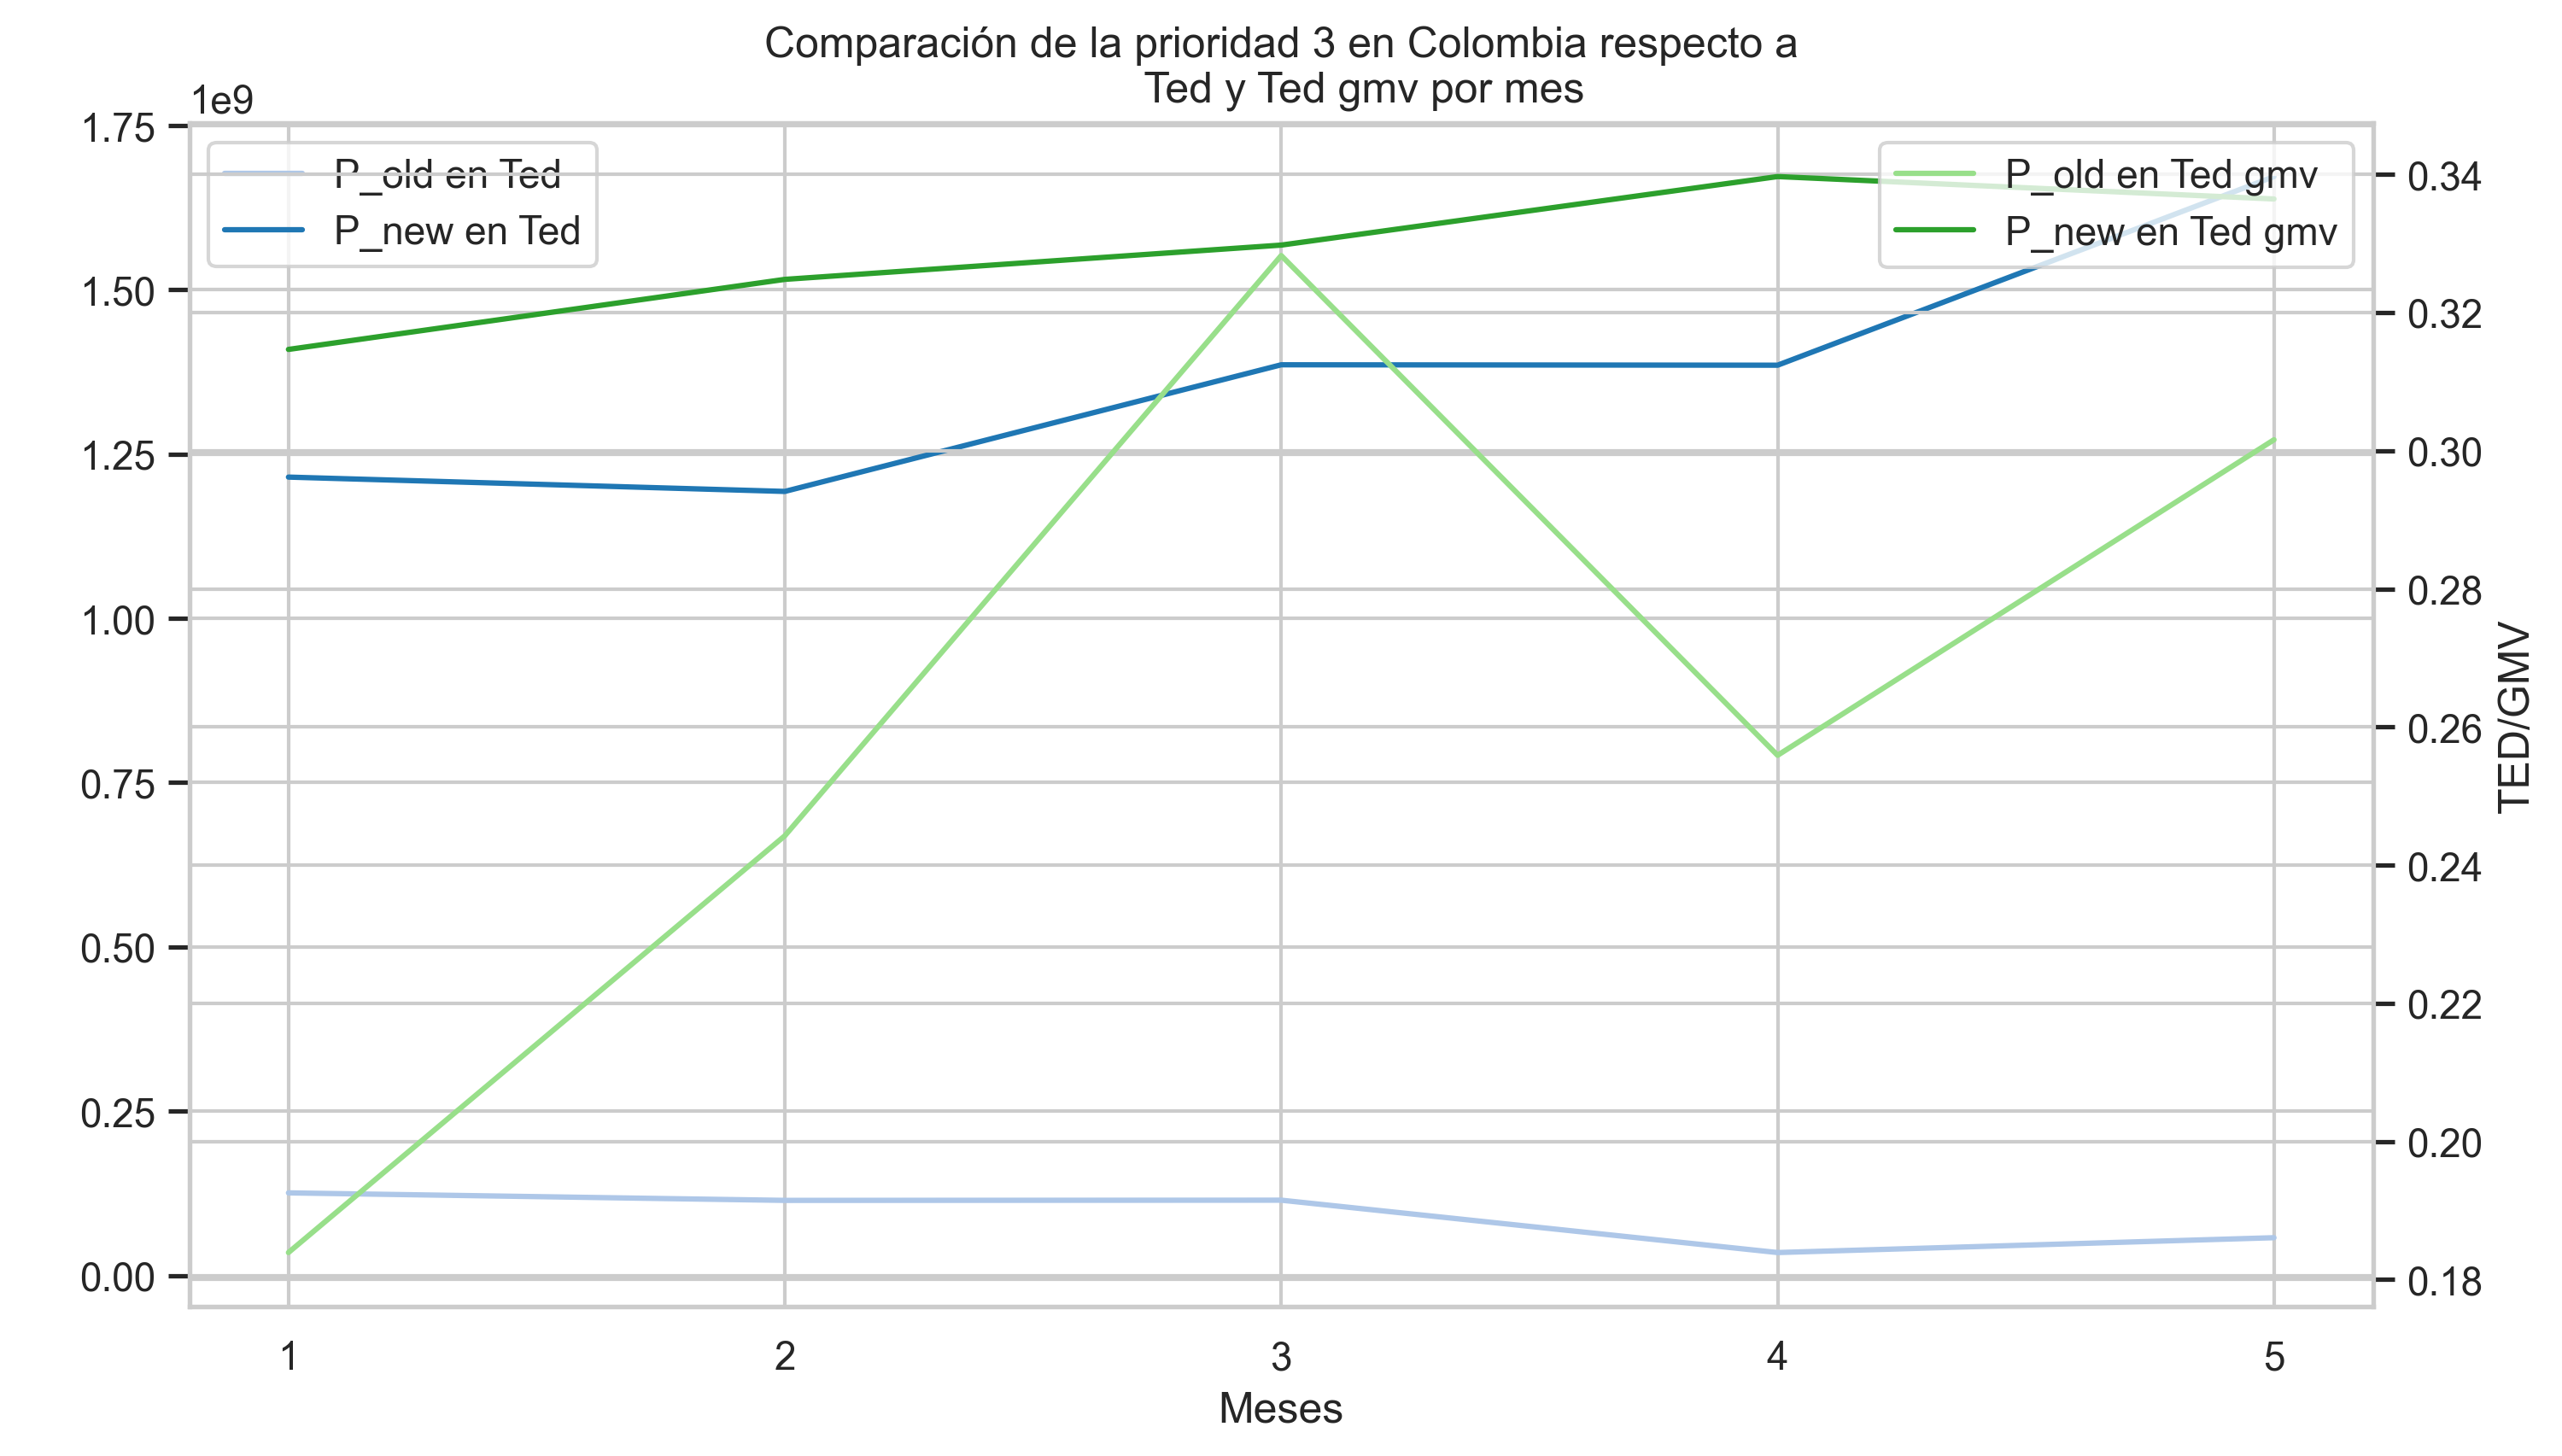 Comparación de la prioridad 3 en Colombia respecto a
Ted y Ted gmv por mes
1e9
1.75
1.50
1.25
1.00
0.75
0.50
0.25
0.00
P_old en Ted
P_new en Ted
P_old en Ted gmv
P_new en Ted gmv
0.34
0.32
0.30
0.28
0.26
0.24
0.22
0.20
0.18
TED/GMV
1 2 3 4 5
Meses